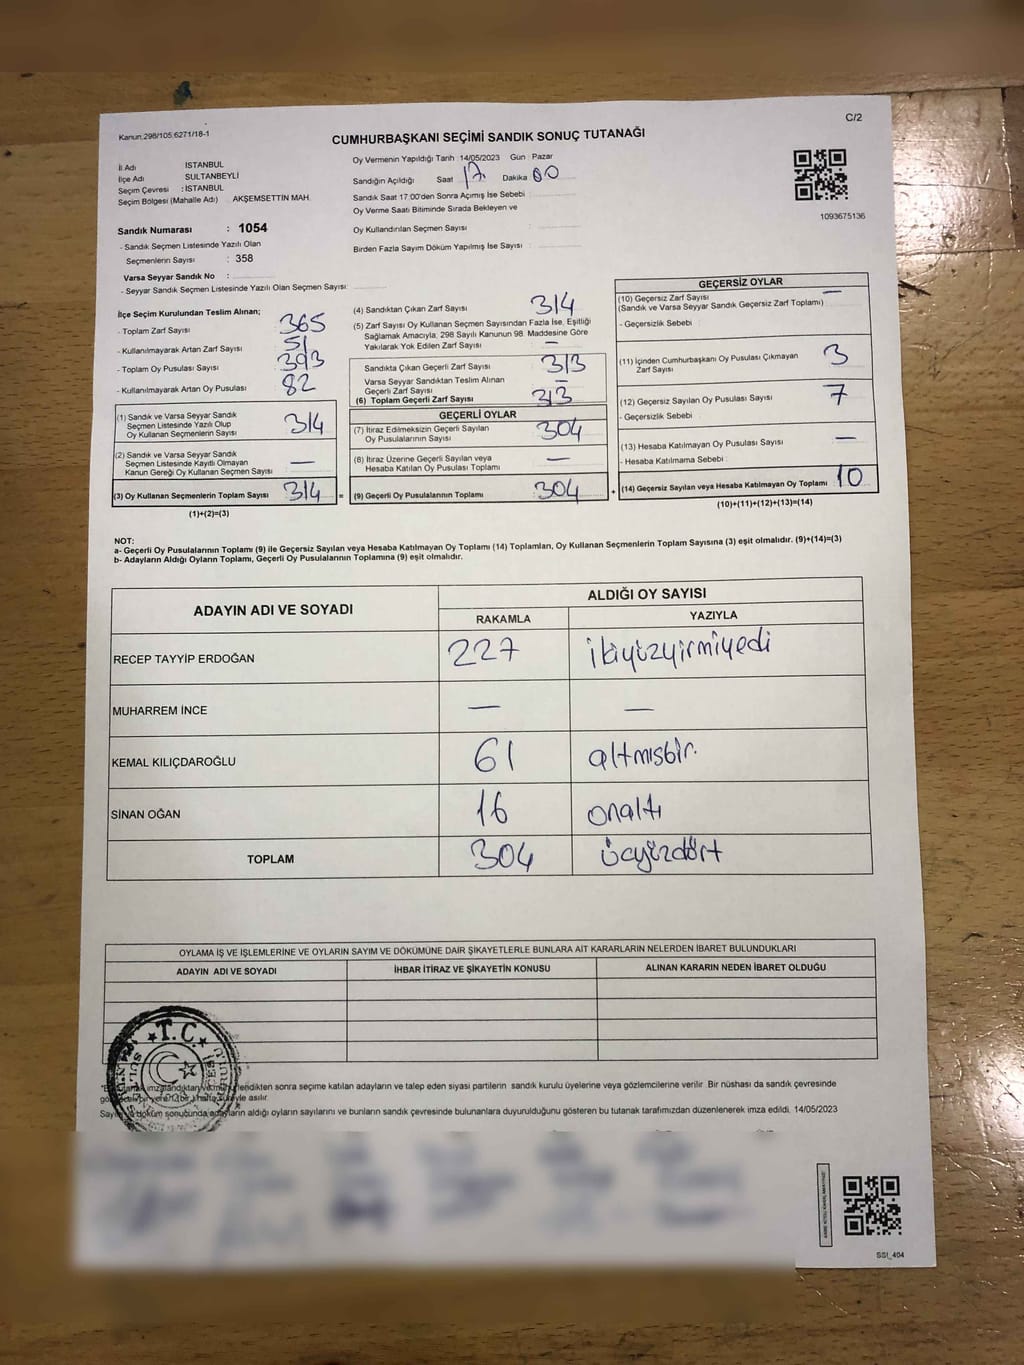 C/2
Kanun:298/105.6271/18-1
CUMHURBAŞKANI SEÇİMİ SANDIK SONUÇ TUTANAĞI
İl Adı İSTANBUL
İlçe Adı SULTANBEYLİ
Seçim Çevresi : İSTANBUL
Seçim Bölgesi (Mahalle Adı) AKŞEMSETTİN MAH.
Sandık Numarası : 1054
- Sandık Seçmen Listesinde Yazılı Olan
Seçmenlerin Sayısı : 358
Varsa Seyyar Sandık No :
- Seyyar Sandık Seçmen Listesinde Yazılı Olan Seçmen Sayısı:
Oy Vermenin Yapıldığı Tarih :14/05/2023 Gün : Pazar
Sandığın Açıldığı Saat 17 Dakika 00
Sandık Saat 17:00'den Sonra Açımış İse Sebebi
Oy Verme Saati Bitiminde Sırada Bekleyen ve
Oy Kullandırılan Seçmen Sayısı :
Birden Fazla Sayım Döküm Yapılmış İse Sayısı :
1093675136
İlçe Seçim Kurulundan Teslim Alınan;
- Toplam Zarf Sayısı 365
- Kullanılmayarak Artan Zarf Sayısı 51
- Toplam Oy Pusulası Sayısı 393
- Kullanılmayarak Artan Oy Pusulası 82
(1) Sandık ve Varsa Seyyar Sandık
Seçmen Listesinde Yazılı Olup
Oy Kullanan Seçmenlerin Sayısı 314
(2) Sandık ve Varsa Seyyar Sandık
Seçmen Listesinde Kayıtlı Olmayan
Kanun Gereği Oy Kullanan Seçmen Sayısı —
(3) Oy Kullanan Seçmenlerin Toplam Sayısı 314 =
(1)+(2)=(3)
(4) Sandıktan Çıkan Zarf Sayısı 314
(5) Zarf Sayısı Oy Kullanan Seçmen Sayısından Fazla İse, Eşitliği
Sağlamak Amacıyla, 298 Sayılı Kanunun 98. Maddesine Göre
Yakılarak Yok Edilen Zarf Sayısı —
Sandıkta Çıkan Geçerli Zarf Sayısı 313
Varsa Seyyar Sandıktan Teslim Alınan
Geçerli Zarf Sayısı —
(6) Toplam Geçerli Zarf Sayısı 313
GEÇERLİ OYLAR
(7) İtiraz Edilmeksizin Geçerli Sayılan
Oy Pusulalarının Sayısı 304
(8) İtiraz Üzerine Geçerli Sayılan veya
Hesaba Katılan Oy Pusulası Toplamı —
(9) Geçerli Oy Pusulalarının Toplamı 304 +
GEÇERSİZ OYLAR
(10) Geçersiz Zarf Sayısı —
(Sandık ve Varsa Seyyar Sandık Geçersiz Zarf Toplamı)
- Geçersizlik Sebebi :
(11) İçinden Cumhurbaşkanı Oy Pusulası Çıkmayan
Zarf Sayısı 3
(12) Geçersiz Sayılan Oy Pusulası Sayısı 7
- Geçersizlik Sebebi :
(13) Hesaba Katılmayan Oy Pusulası Sayısı —
- Hesaba Katılmama Sebebi :
(14) Geçersiz Sayılan veya Hesaba Katılmayan Oy Toplamı 10
(10)+(11)+(12)+(13)=(14)
NOT:
a- Geçerli Oy Pusulalarının Toplamı (9) ile Geçersiz Sayılan veya Hesaba Katılmayan Oy Toplamı (14) Toplamları, Oy Kullanan Seçmenlerin Toplam Sayısına (3) eşit olmalıdır. (9)+(14)=(3)
b- Adayların Aldığı Oyların Toplamı, Geçerli Oy Pusulalarının Toplamına (9) eşit olmalıdır.
ADAYIN ADI VE SOYADI ALDIĞI OY SAYISI
RAKAMLA YAZIYLA
RECEP TAYYİP ERDOĞAN 227 ikiyüzyirmiyedi
MUHARREM İNCE — —
KEMAL KILIÇDAROĞLU 61 altmışbir.
SİNAN OĞAN 16 onaltı
TOPLAM 304 üçyüzdört
OYLAMA İŞ VE İŞLEMLERİNE VE OYLARIN SAYIM VE DÖKÜMÜNE DAİR ŞİKAYETLERLE BUNLARA AİT KARARLARIN NELERDEN İBARET BULUNDUKLARI
ADAYIN ADI VE SOYADI İHBAR İTİRAZ VE ŞİKAYETİN KONUSU ALINAN KARARIN NEDEN İBARET OLDUĞU
★T.C.★
imzalandıktan ve mühürlendikten sonra seçime katılan adayların ve talep eden siyasi partilerin sandık kurulu üyelerine veya gözlemcilerine verilir. Bir nüshası da sandık çevresinde
hafta süreyle asılır.
Sayım ve döküm sonucunda adayların aldığı oyların sayılarını ve bunların sandık çevresinde bulunanlara duyurulduğunu gösteren bu tutanak tarafımızdan düzenlenerek imza edildi. 14/05/2023
SSI_404